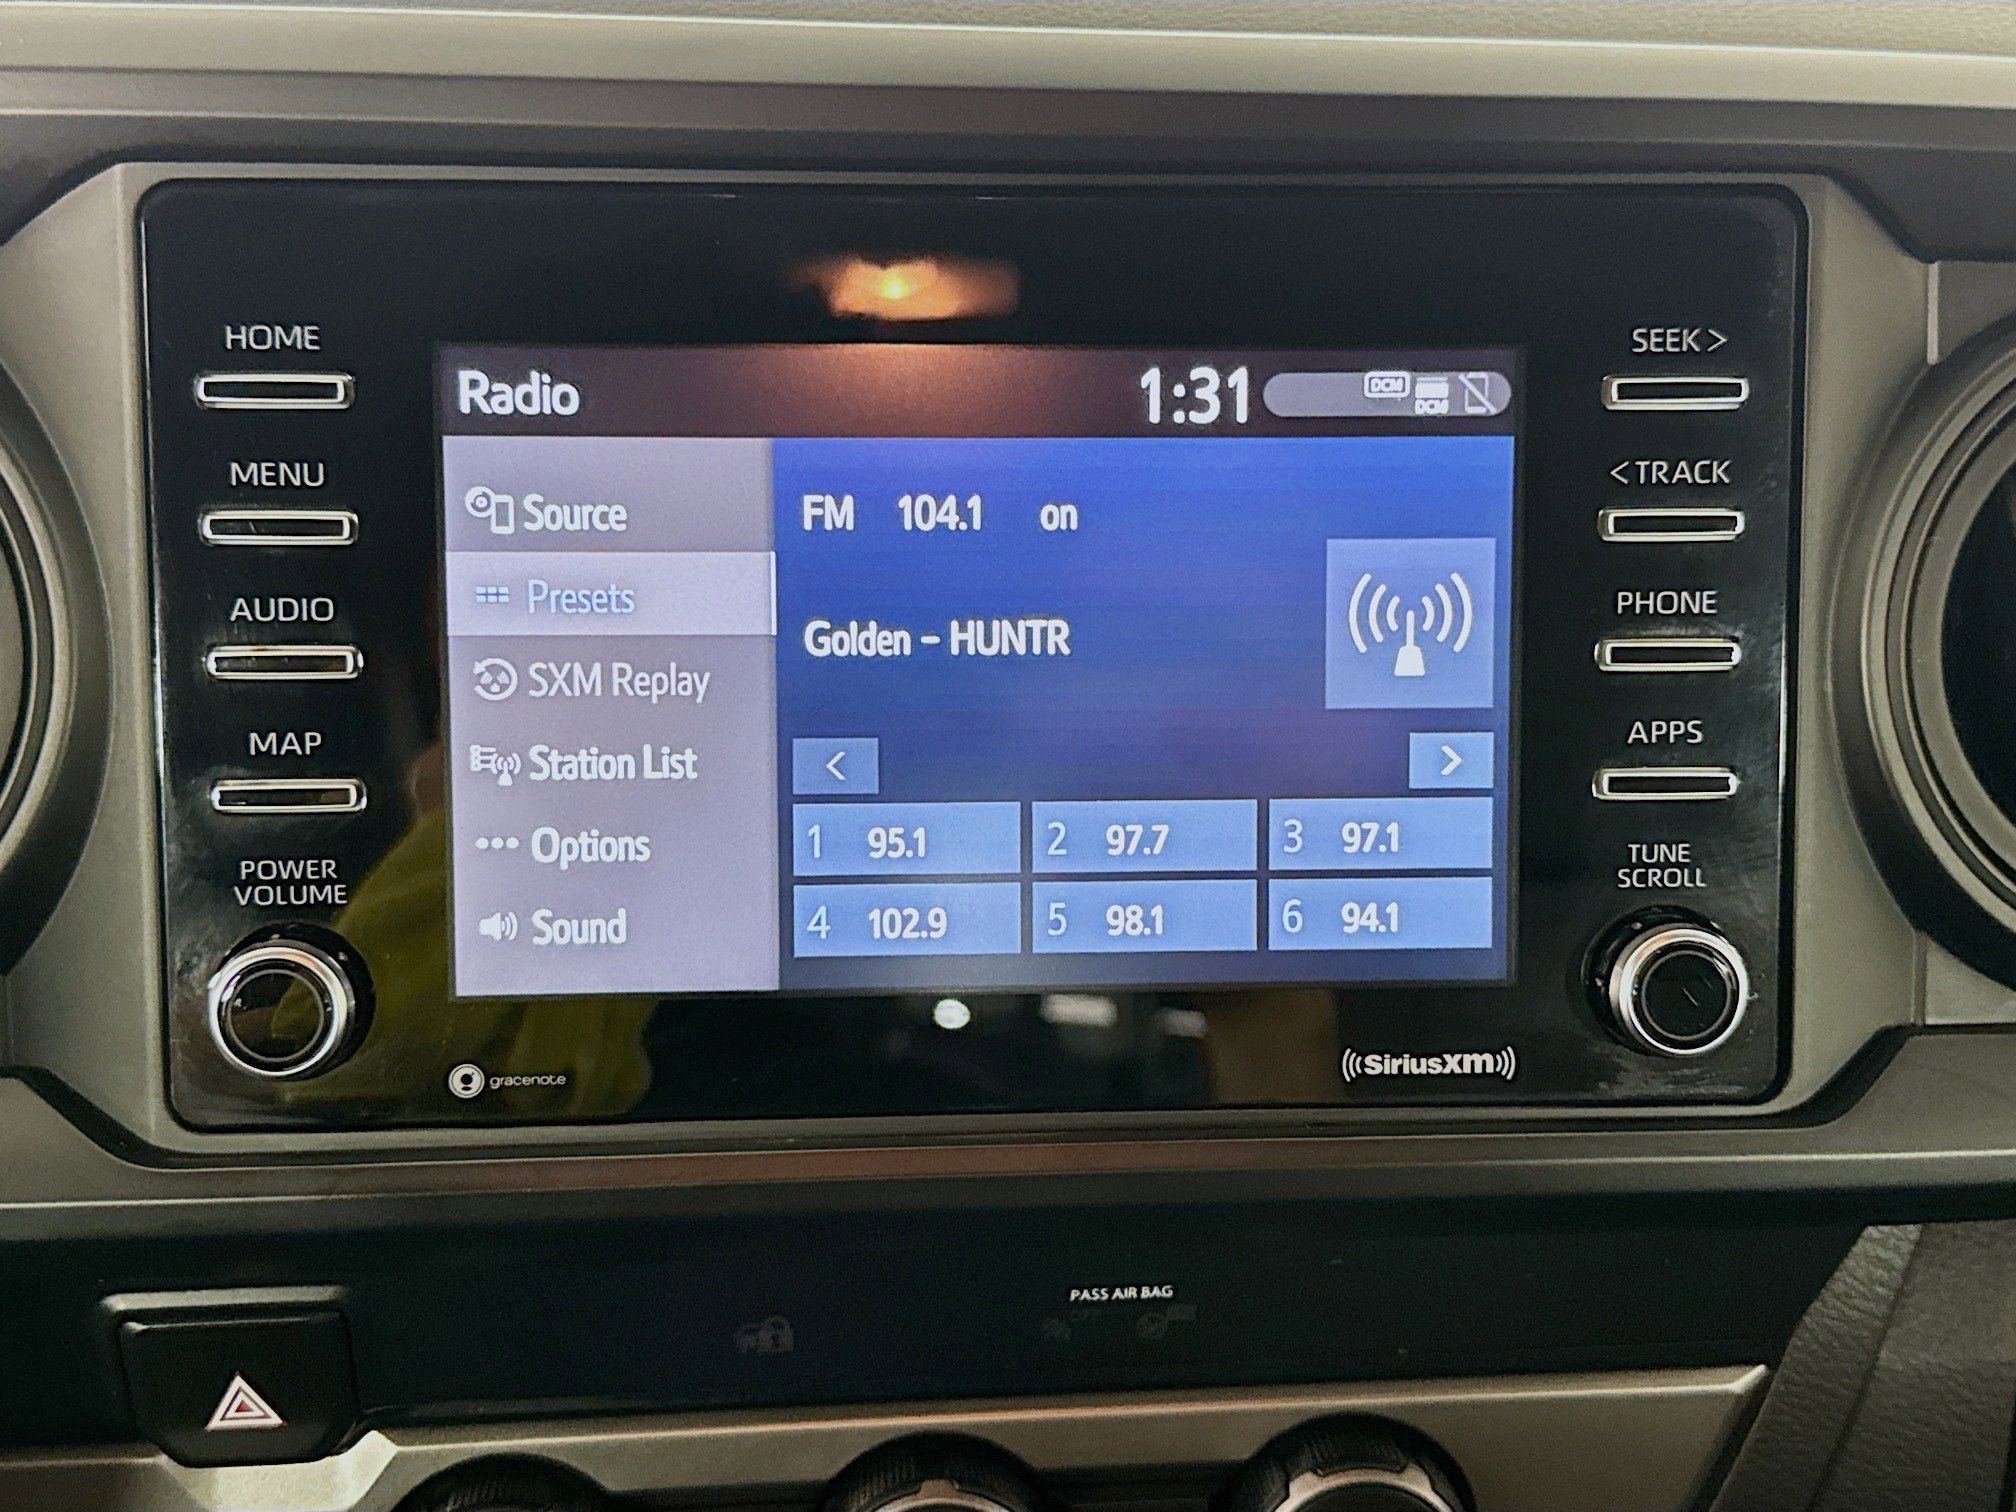 HOME
MENU
AUDIO
MAP
POWER
VOLUME
Radio
1:31
DCM
DCM
Source
Presets
SXM Replay
Station List
Options
Sound
FM 104.1 on
Golden - HUNTR
<
>
1 95.1
2 97.7
3 97.1
4 102.9
5 98.1
6 94.1
SEEK >
< TRACK
PHONE
APPS
TUNE
SCROLL
g gracenote
((SiriusXM))
PASS AIR BAG